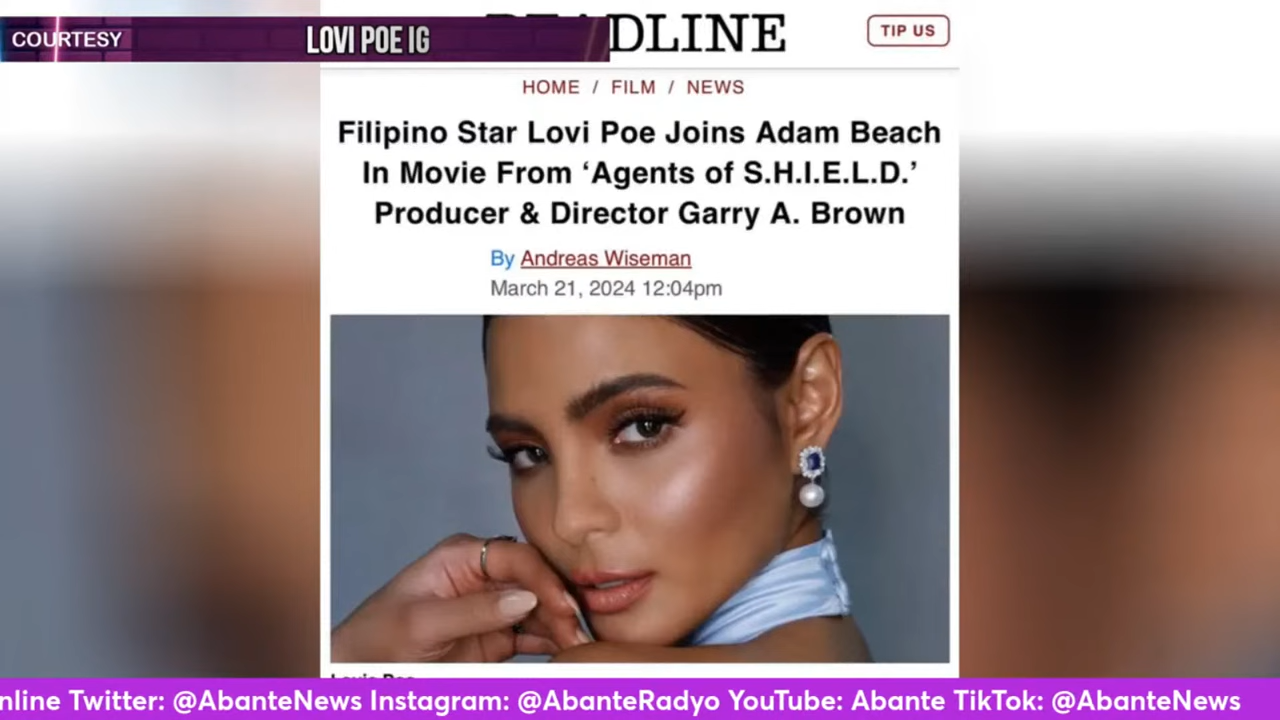 COURTESY
LOVI POE IG
DLINE
TIP US
HOME / FILM / NEWS
Filipino Star Lovi Poe Joins Adam Beach
In Movie From ‘Agents of S.H.I.E.L.D.’
Producer & Director Garry A. Brown
By Andreas Wiseman
March 21, 2024 12:04pm
nline Twitter: @AbanteNews Instagram: @AbanteRadyo YouTube: Abante TikTok: @AbanteNews